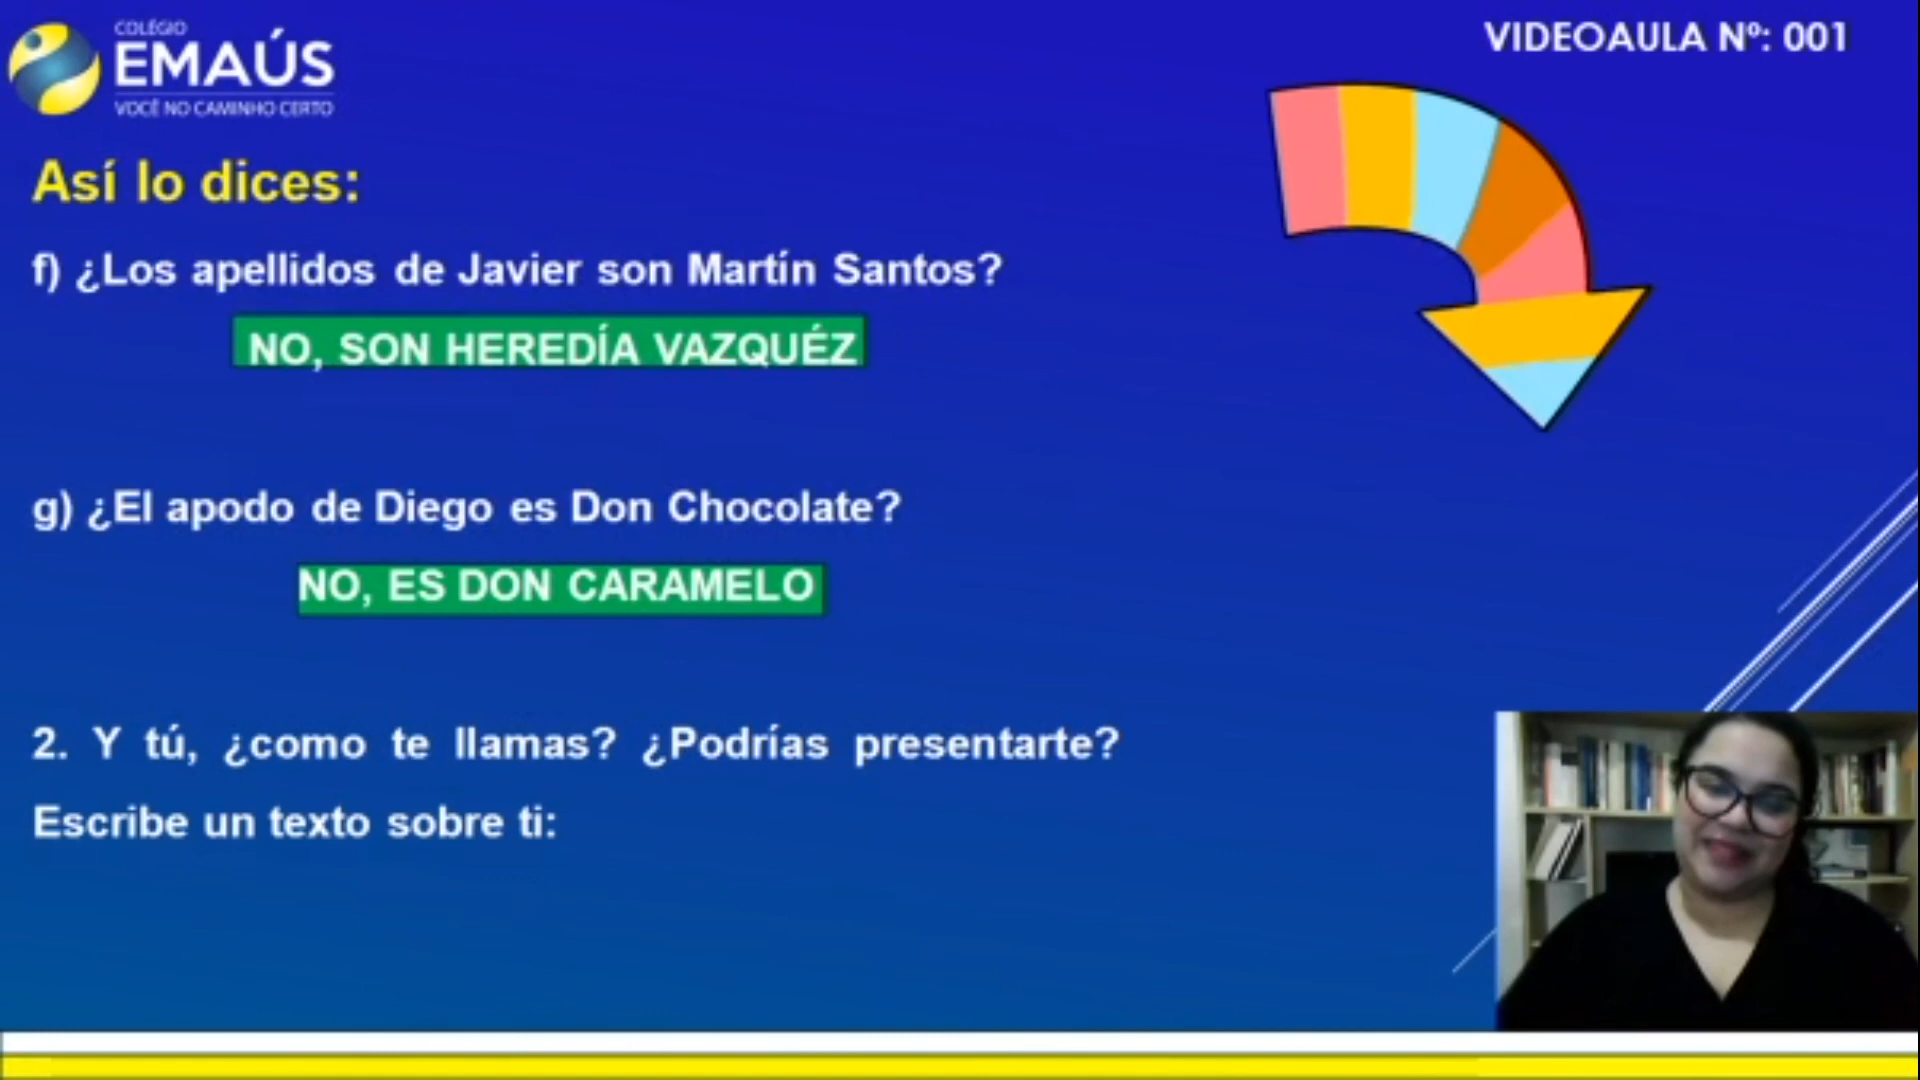 COLÉGIO
EMAÚS
VOCÊ NO CAMINHO CERTO
VIDEOAULA Nº: 001
Así lo dices:
f) ¿Los apellidos de Javier son Martín Santos?
NO, SON HEREDÍA VAZQUÉZ
g) ¿El apodo de Diego es Don Chocolate?
NO, ES DON CARAMELO
2. Y tú, ¿como te llamas? ¿Podrías presentarte?
Escribe un texto sobre ti: